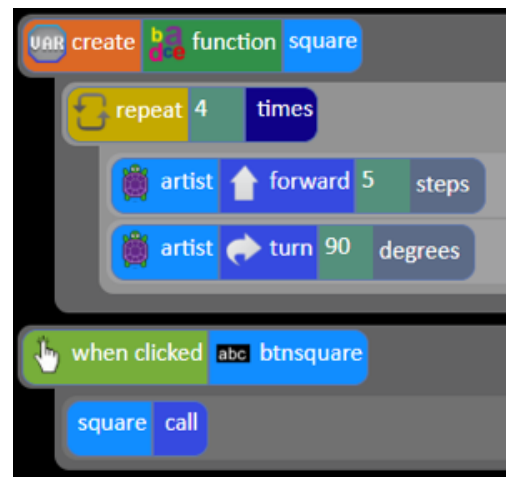 VAR create badce function square
repeat 4 times
artist forward 5 steps
artist turn 90 degrees
when clicked abc btnsquare
square call